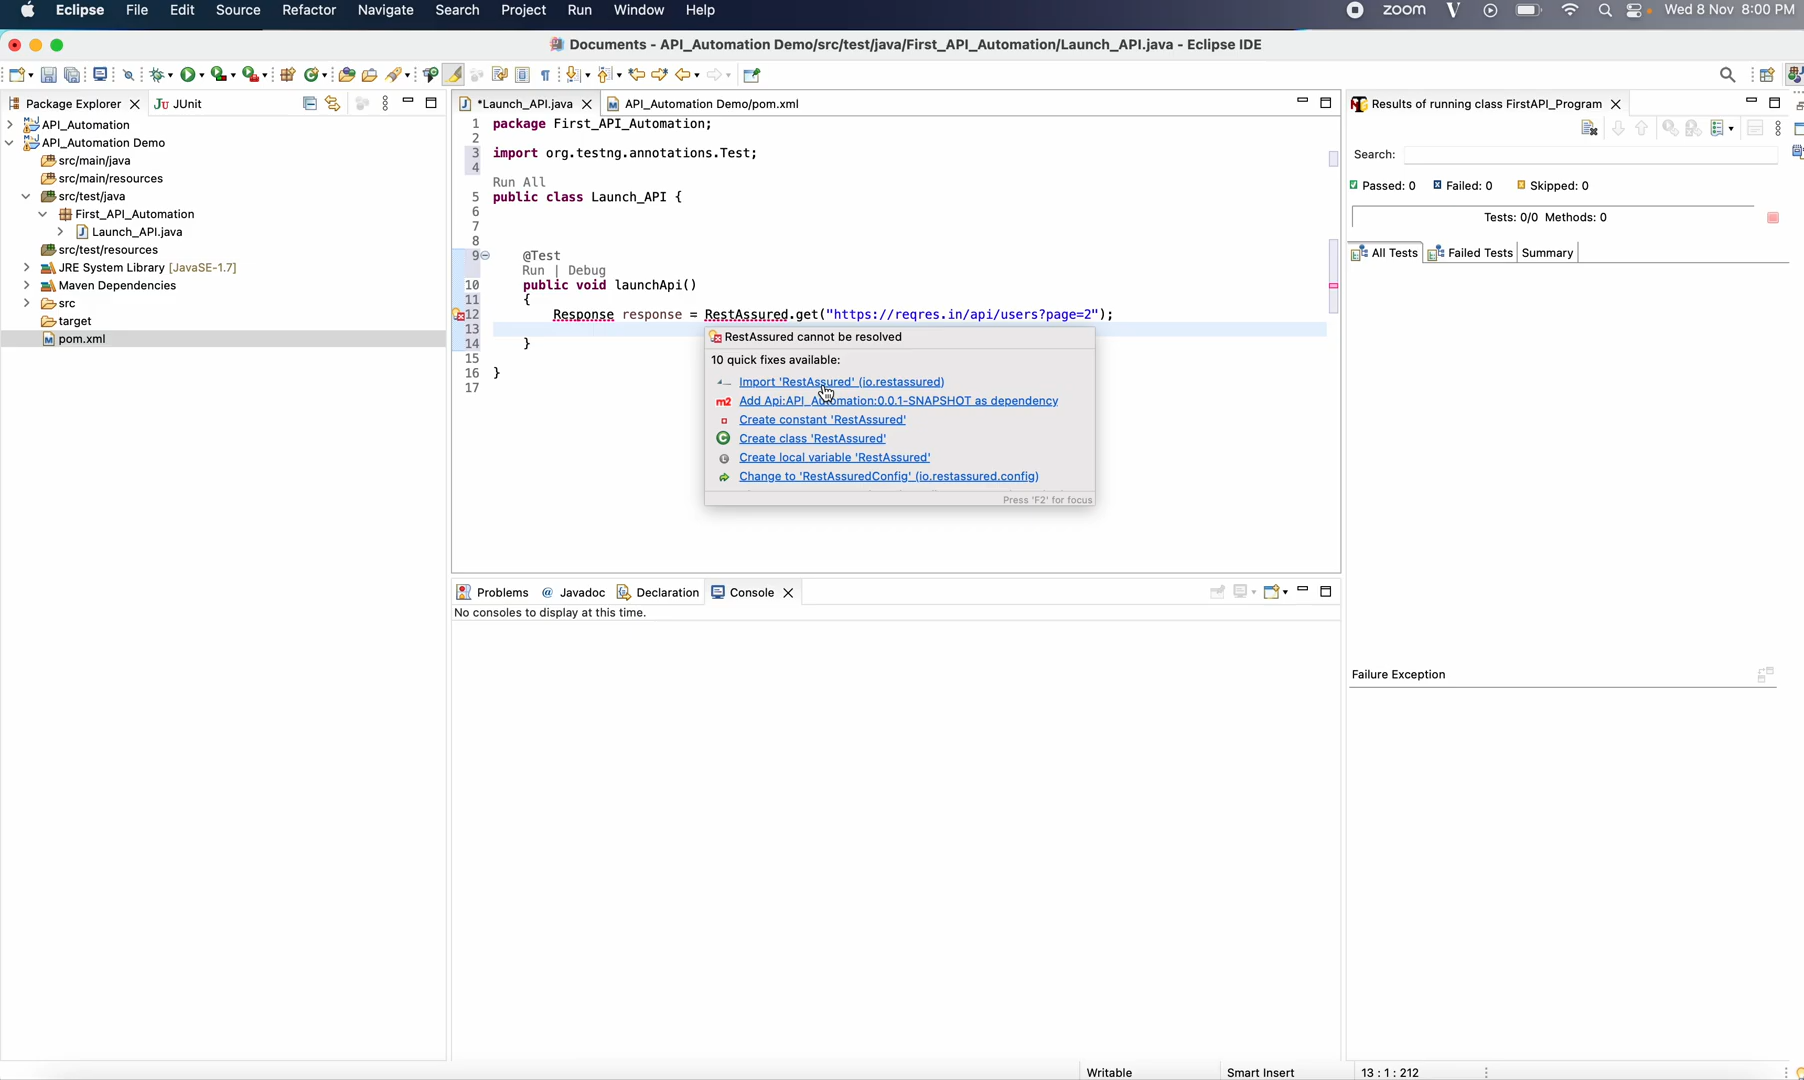 Eclipse File Edit Source Refactor Navigate Search Project Run Window Help zoom Wed 8 Nov 8:00 PM
Documents - API_Automation Demo/src/test/java/First_API_Automation/Launch_API.java - Eclipse IDE
Package Explorer JUnit
API_Automation
API_Automation Demo
src/main/java
src/main/resources
src/test/java
First_API_Automation
Launch_API.java
src/test/resources
JRE System Library [JavaSE-1.7]
Maven Dependencies
src
target
pom.xml
*Launch_API.java API_Automation Demo/pom.xml
1 package First_API_Automation;
2
3 import org.testng.annotations.Test;
4
Run All
5 public class Launch_API {
6
7
8
9 @Test
Run | Debug
10 public void launchApi()
11 {
12 Response response = RestAssured.get("https://reqres.in/api/users?page=2");
13
14 }
15
16 }
17
RestAssured cannot be resolved
10 quick fixes available:
Import 'RestAssured' (io.restassured)
Add Api:API_Automation:0.0.1-SNAPSHOT as dependency
Create constant 'RestAssured'
Create class 'RestAssured'
Create local variable 'RestAssured'
Change to 'RestAssuredConfig' (io.restassured.config)
Press 'F2' for focus
Problems Javadoc Declaration Console
No consoles to display at this time.
Results of running class FirstAPI_Program
Search:
Passed: 0 Failed: 0 Skipped: 0
Tests: 0/0 Methods: 0
All Tests Failed Tests Summary
Failure Exception
Writable Smart Insert 13 : 1 : 212